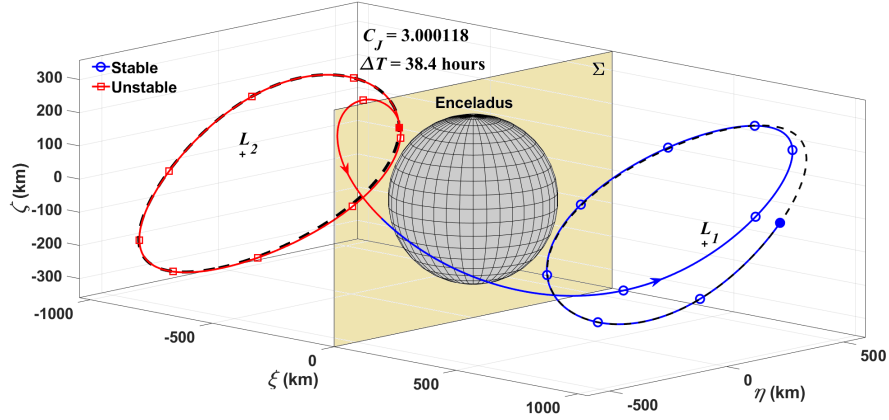 C_J = 3.000118
ΔT = 38.4 hours
Σ
Stable
Unstable
Enceladus
L_2
L_1
ζ (km)
300
200
100
0
-100
-200
-300
-1000
-500
0
500
1000
ξ (km)
-500
0
500
η (km)